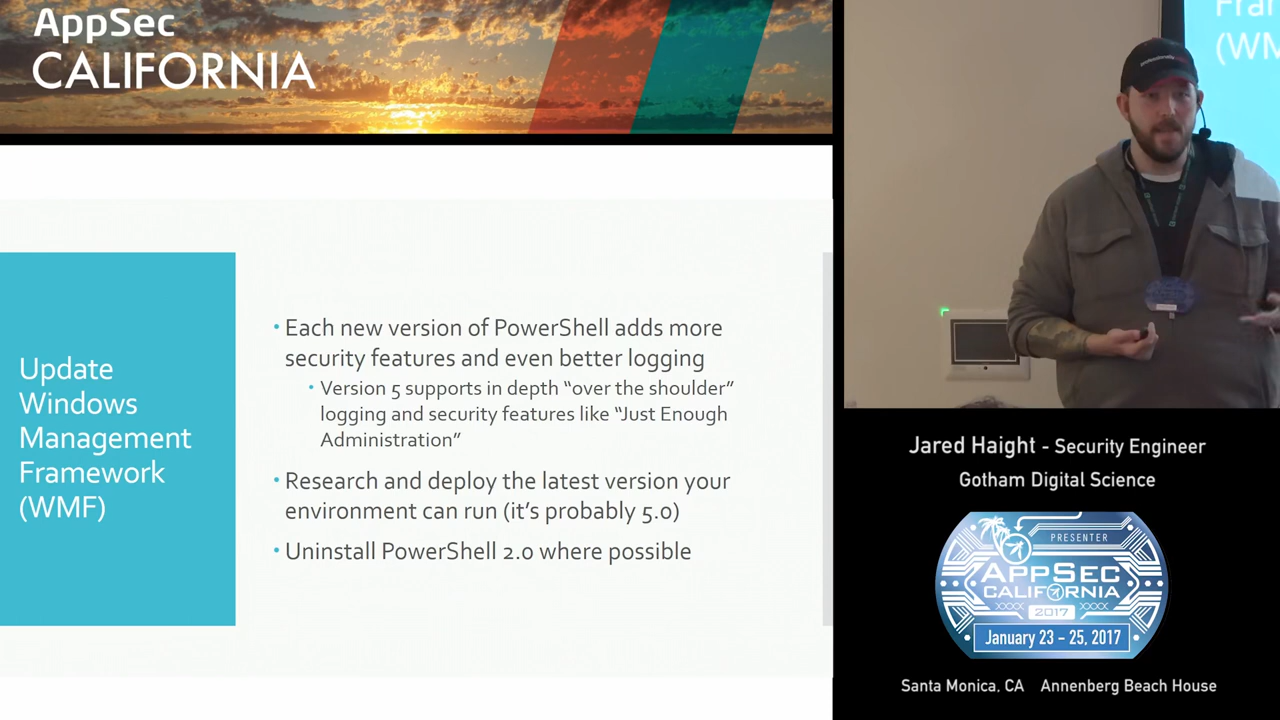 AppSec
CALIFORNIA
Update
Windows
Management
Framework
(WMF)
• Each new version of PowerShell adds more
security features and even better logging
• Version 5 supports in depth “over the shoulder”
logging and security features like “Just Enough
Administration”
• Research and deploy the latest version your
environment can run (it’s probably 5.0)
• Uninstall PowerShell 2.0 where possible
Jared Haight - Security Engineer
Gotham Digital Science
PRESENTER
APPSEC
CALIFORNIA
2017
January 23 - 25, 2017
Santa Monica, CA Annenberg Beach House